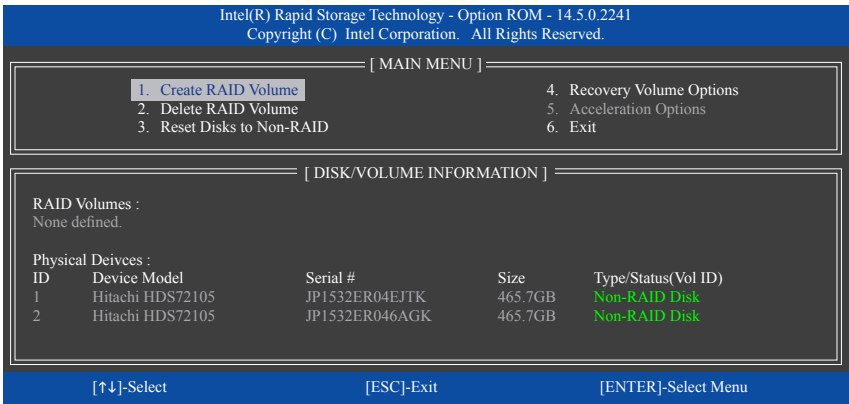 Intel(R) Rapid Storage Technology - Option ROM - 14.5.0.2241
Copyright (C) Intel Corporation. All Rights Reserved.
[ MAIN MENU ]
1. Create RAID Volume
2. Delete RAID Volume
3. Reset Disks to Non-RAID
4. Recovery Volume Options
5. Acceleration Options
6. Exit
[ DISK/VOLUME INFORMATION ]
RAID Volumes :
None defined.
Physical Deivces :
ID Device Model Serial # Size Type/Status(Vol ID)
1 Hitachi HDS72105 JP1532ER04EJTK 465.7GB Non-RAID Disk
2 Hitachi HDS72105 JP1532ER046AGK 465.7GB Non-RAID Disk
[↑↓]-Select [ESC]-Exit [ENTER]-Select Menu